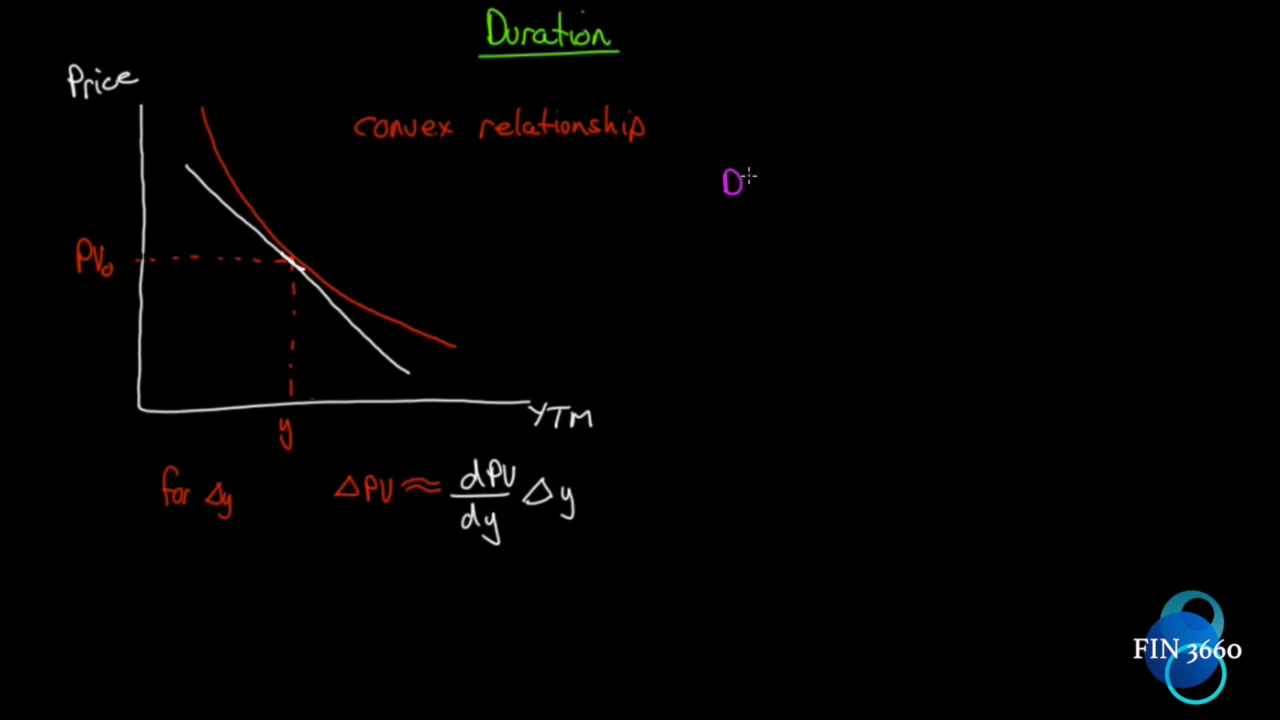 Duration
Price
convex relationship
D
PV₀
YTM
y
for Δy
ΔPV ≈ dPV/dy Δy
FIN 3660